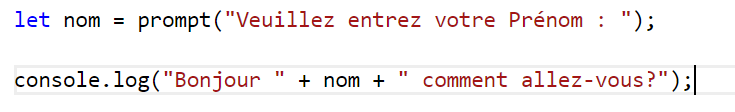 let nom = prompt("Veuillez entrez votre Prénom : ");
console.log("Bonjour " + nom + " comment allez-vous?");